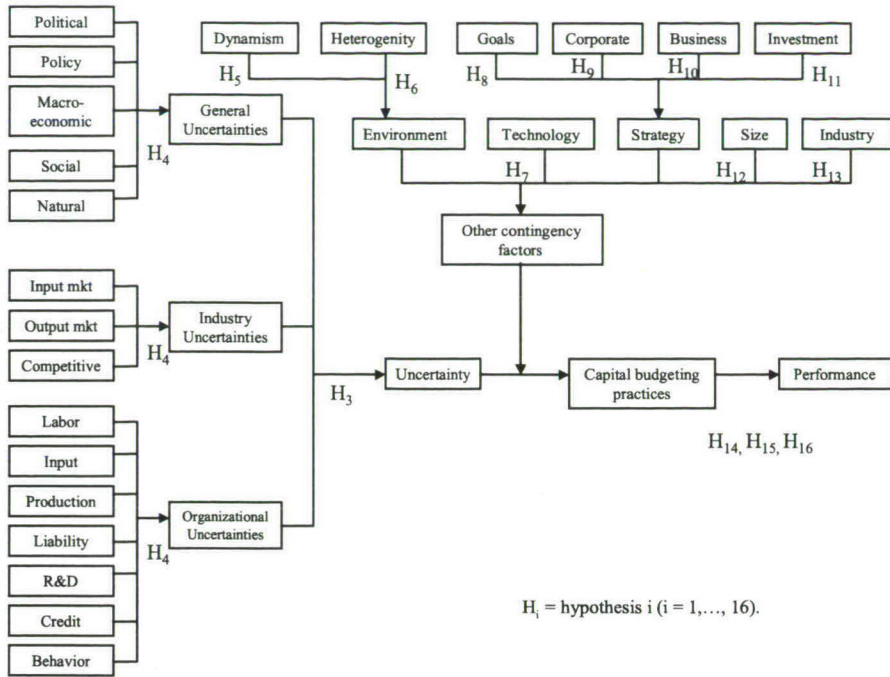 Political
Policy
Macro-
economic
Social
Natural
H4
General
Uncertainties
Dynamism
Heterogenity
H5
H6
Goals
Corporate
Business
Investment
H8
H9
H10
H11
Environment
Technology
Strategy
Size
Industry
H7
H12
H13
Other contingency
factors
Input mkt
Output mkt
Competitive
H4
Industry
Uncertainties
H3
Uncertainty
Capital budgeting
practices
Performance
H14, H15, H16
Labor
Input
Production
Liability
R&D
Credit
Behavior
H4
Organizational
Uncertainties
Hi = hypothesis i (i = 1,..., 16).